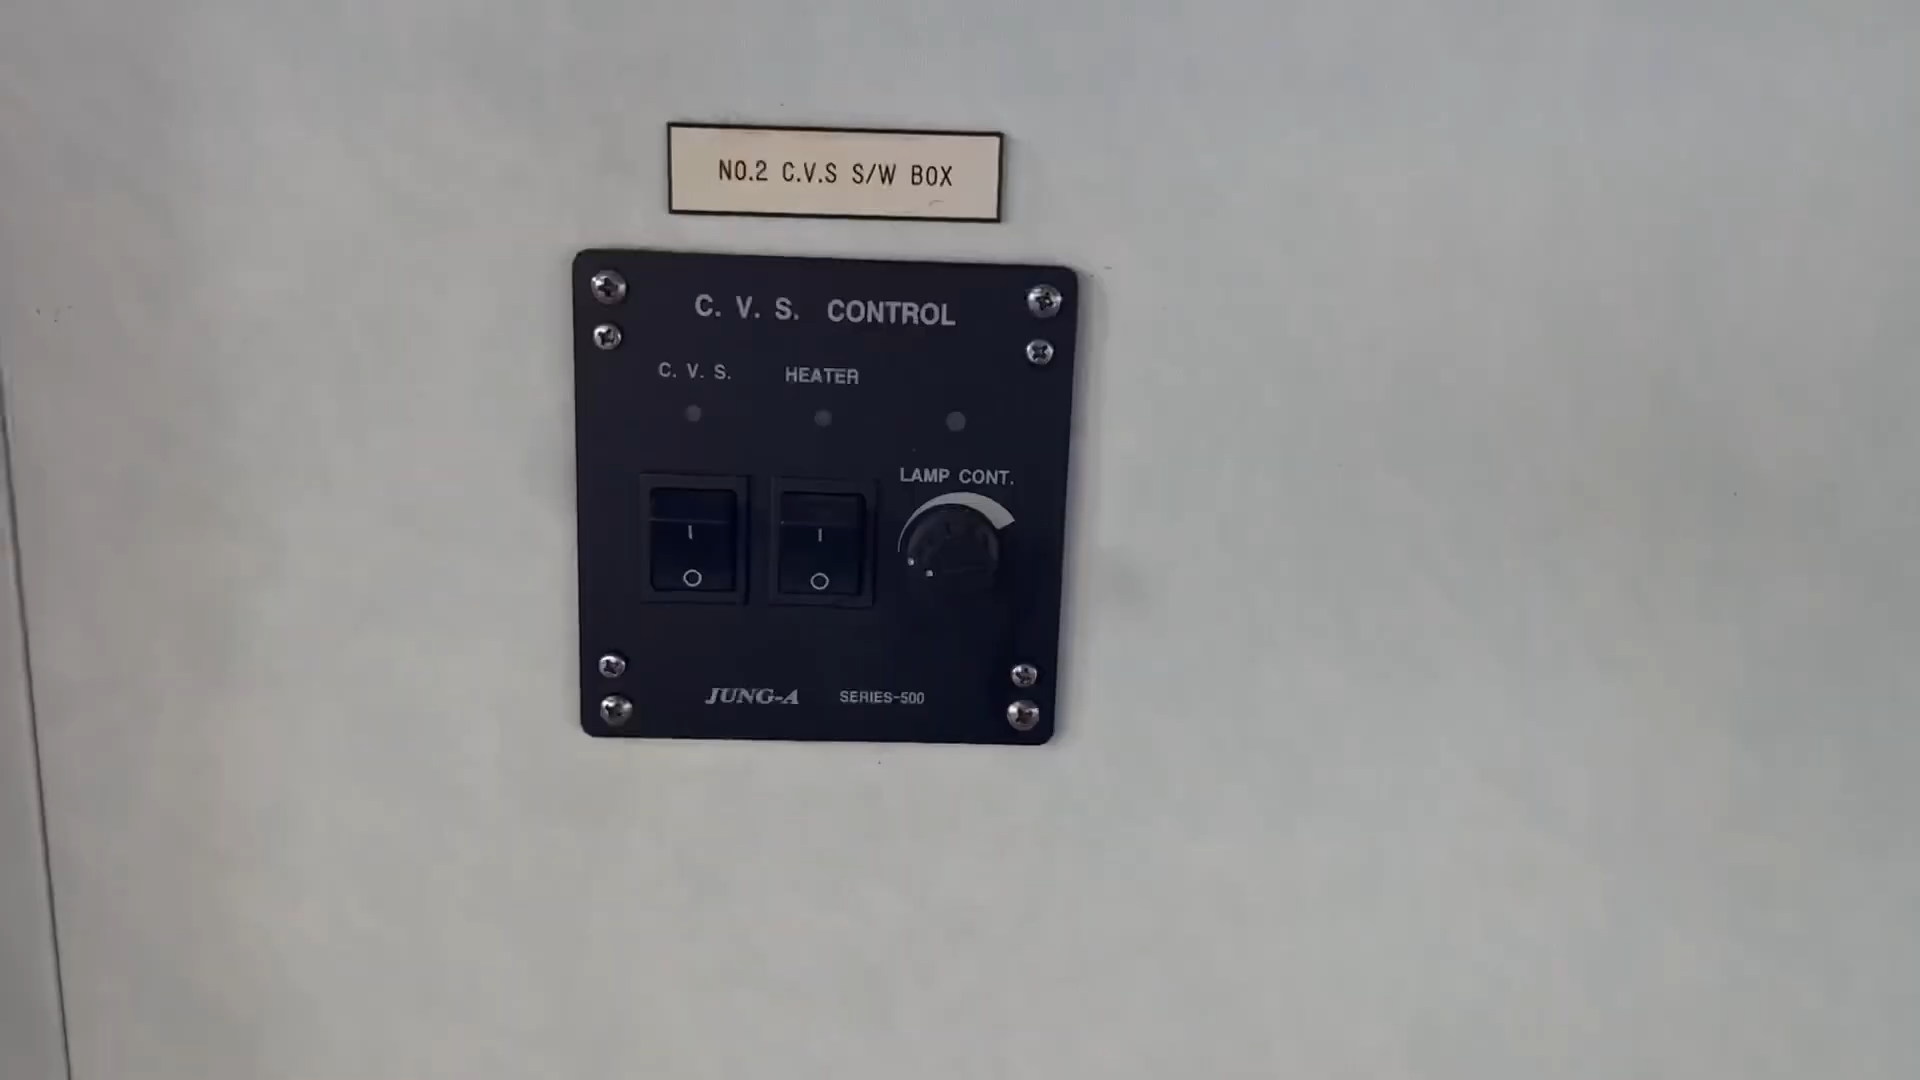 NO.2 C.V.S S/W BOX
C. V. S. CONTROL
C. V. S. HEATER
LAMP CONT.
I I
O O
JUNG-A SERIES-500